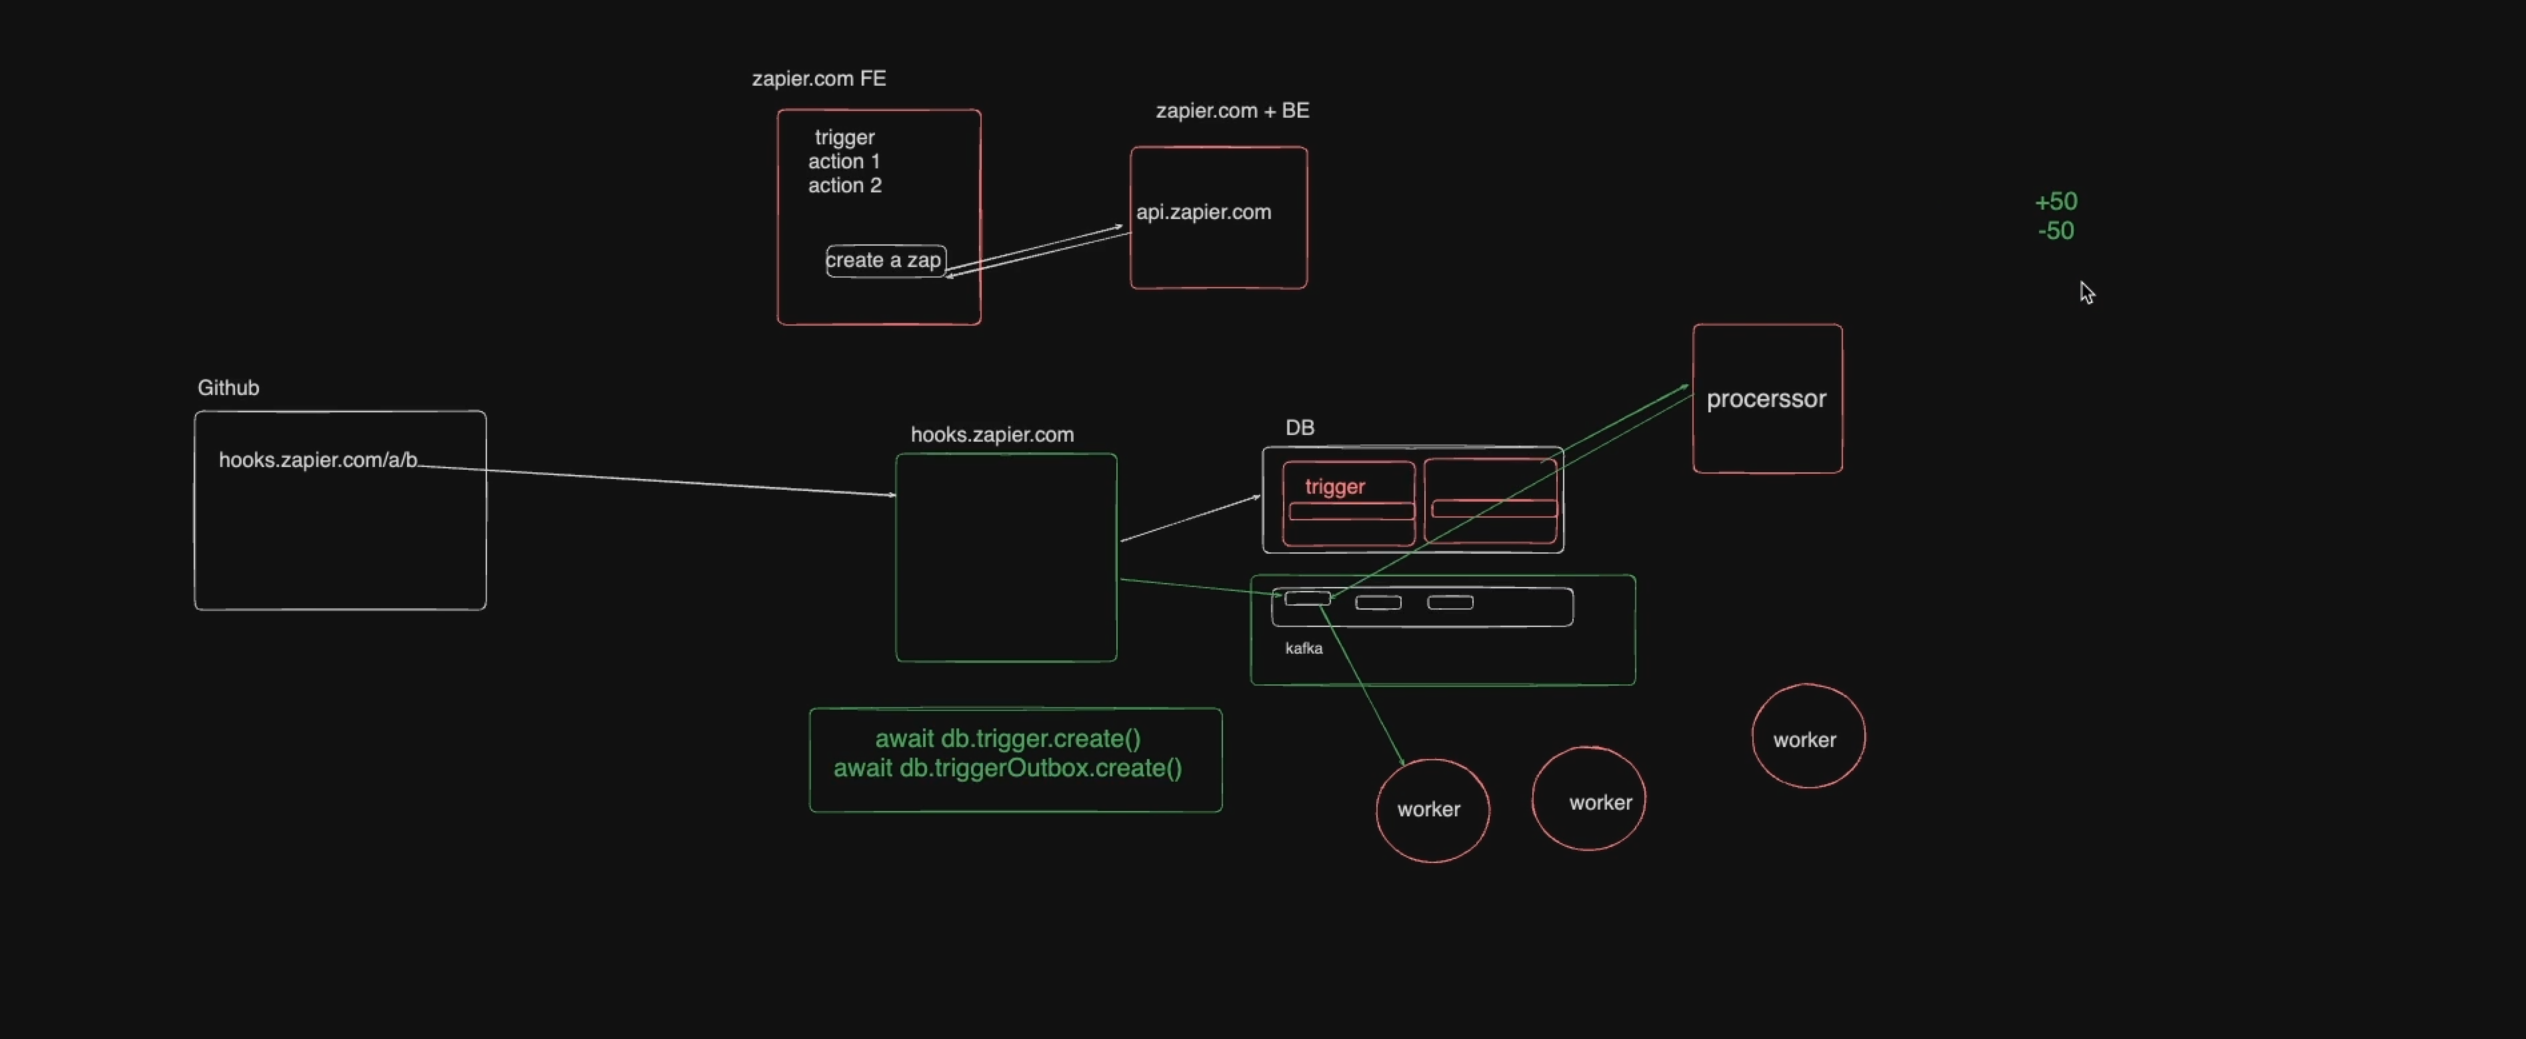 zapier.com FE
trigger
action 1
action 2
create a zap
zapier.com + BE
api.zapier.com
+50
-50
Github
hooks.zapier.com/a/b
hooks.zapier.com
DB
trigger
procerssor
kafka
await db.trigger.create()
await db.triggerOutbox.create()
worker
worker
worker